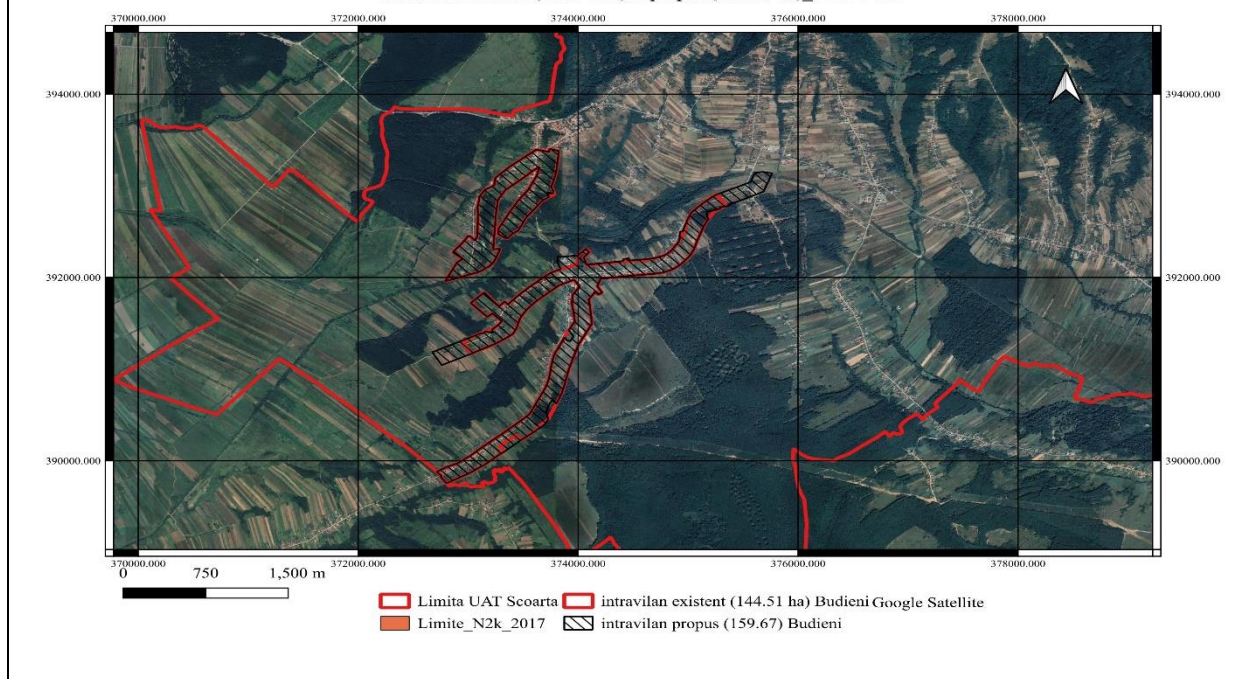 370000.000 372000.000 374000.000 376000.000 378000.000
394000.000 394000.000
392000.000 392000.000
390000.000 390000.000
370000.000 372000.000 374000.000 376000.000 378000.000
0 750 1,500 m
Limita UAT Scoarta intravilan existent (144.51 ha) Budieni Google Satellite
Limite_N2k_2017 intravilan propus (159.67) Budieni